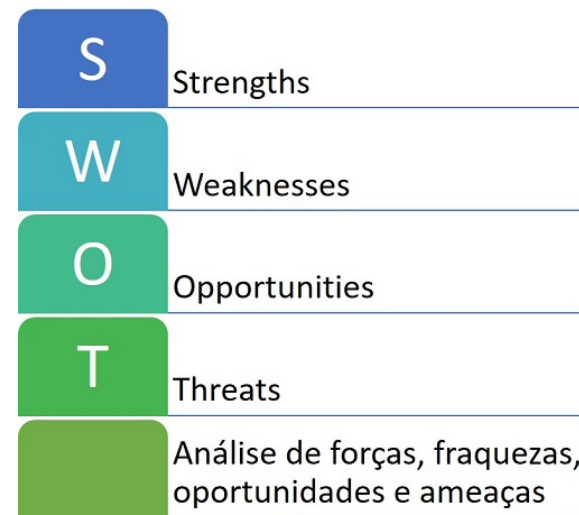 S
Strengths
W
Weaknesses
O
Opportunities
T
Threats
Análise de forças, fraquezas,
oportunidades e ameaças